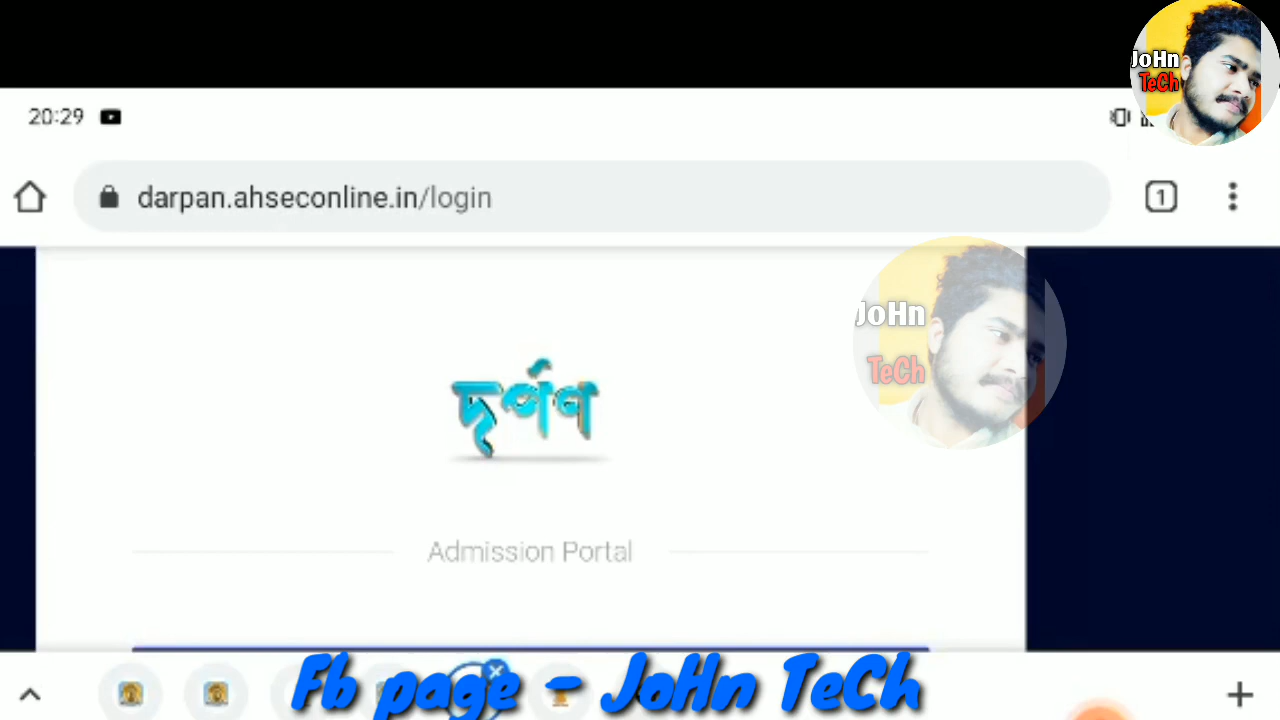 JoHn
TeCh
20:29
darpan.ahseconline.in/login
1
JoHn
TeCh
দৰ্পণ
Admission Portal
Fb page - JoHn TeCh